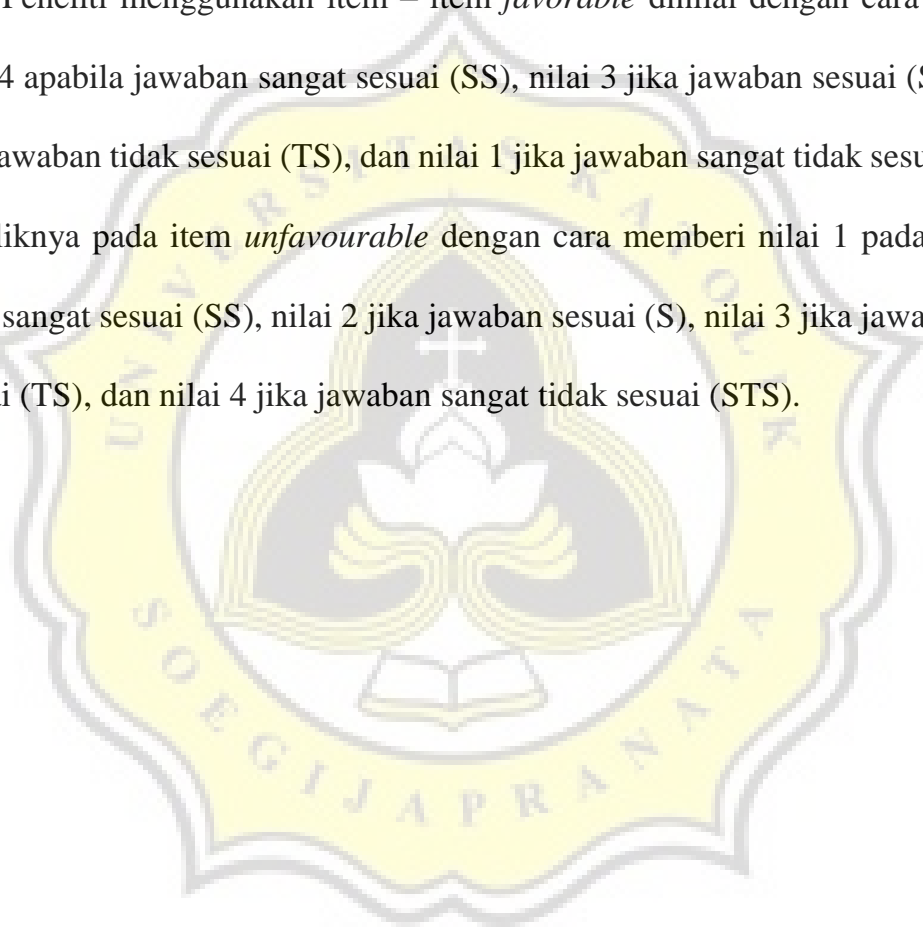 Peneliti menggunakan item – item favorable dinilai dengan cara
4 apabila jawaban sangat sesuai (SS), nilai 3 jika jawaban sesuai (S
awaban tidak sesuai (TS), dan nilai 1 jika jawaban sangat tidak sesu
liknya pada item unfavourable dengan cara memberi nilai 1 pada
sangat sesuai (SS), nilai 2 jika jawaban sesuai (S), nilai 3 jika jawa
i (TS), dan nilai 4 jika jawaban sangat tidak sesuai (STS).
UNIVERSITAS KATOLIK
SOEGIJAPRANATA